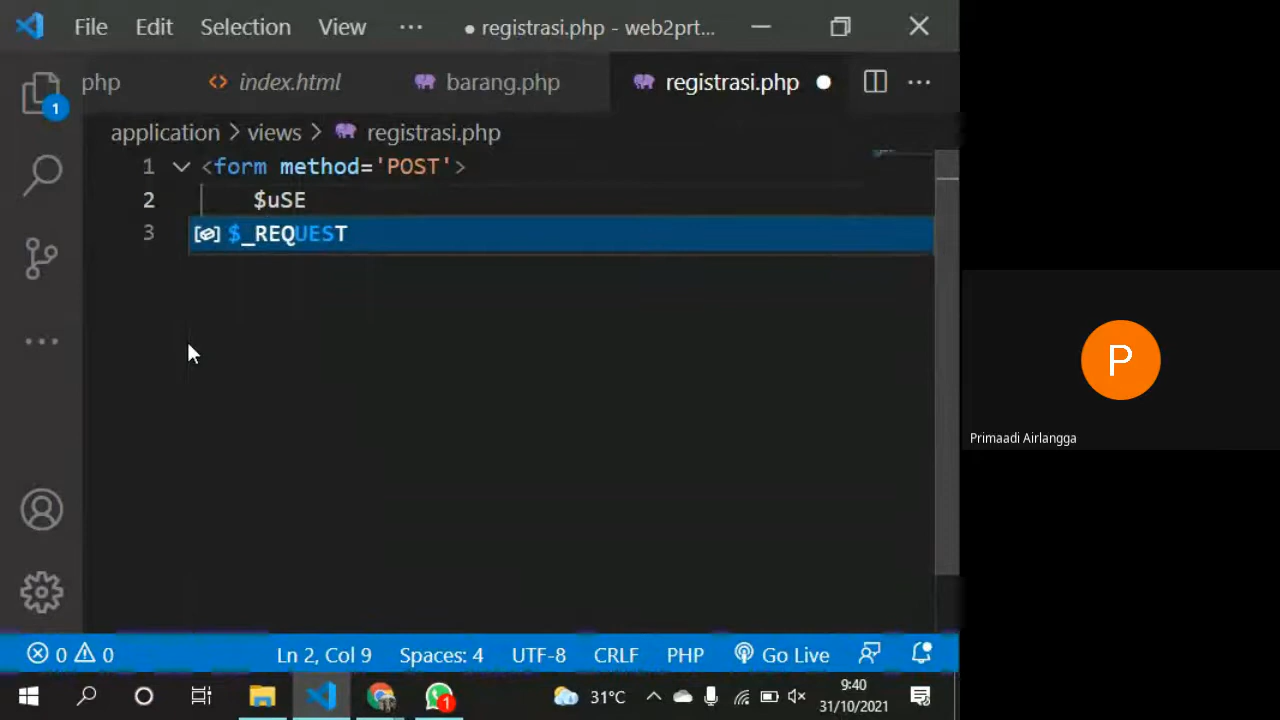 File Edit Selection View ··· ● registrasi.php - web2prt...
php index.html barang.php registrasi.php ● ···
application > views > registrasi.php
1 <form method='POST'>
2 $uSE
3 $_REQUEST
1
P
Primaadi Airlangga
0 0 Ln 2, Col 9 Spaces: 4 UTF-8 CRLF PHP Go Live
1 31°C 9:40
31/10/2021